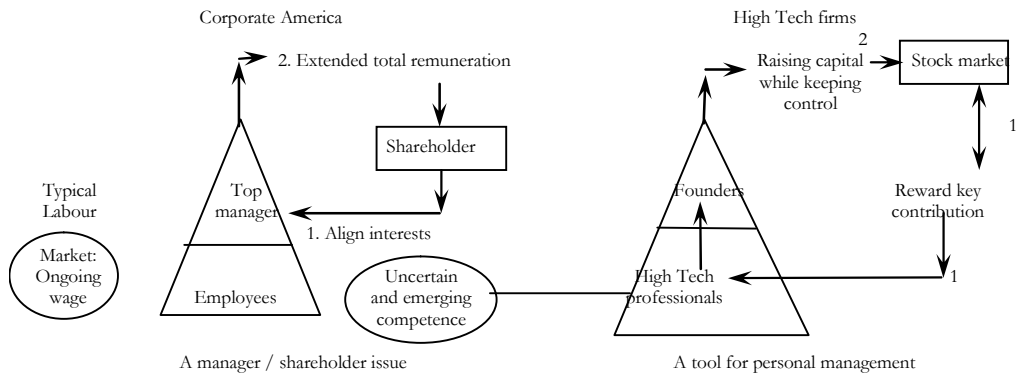 Corporate America
2. Extended total remuneration
Shareholder
Top
manager
1. Align interests
Typical
Labour
Market:
Ongoing
wage
Employees
A manager / shareholder issue
High Tech firms
2
Raising capital
while keeping
control
Stock market
1
Founders
Reward key
contribution
Uncertain
and emerging
competence
High Tech
professionals
1
A tool for personal management